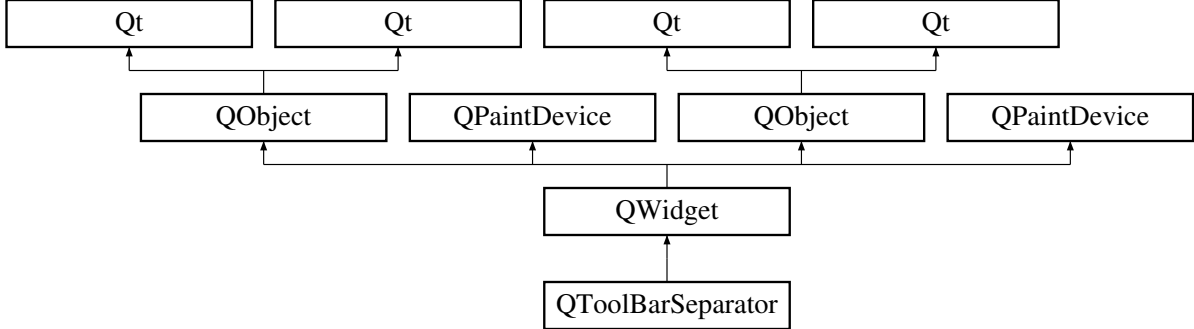 Qt Qt Qt Qt
QObject QPaintDevice QObject QPaintDevice
QWidget
QToolBarSeparator